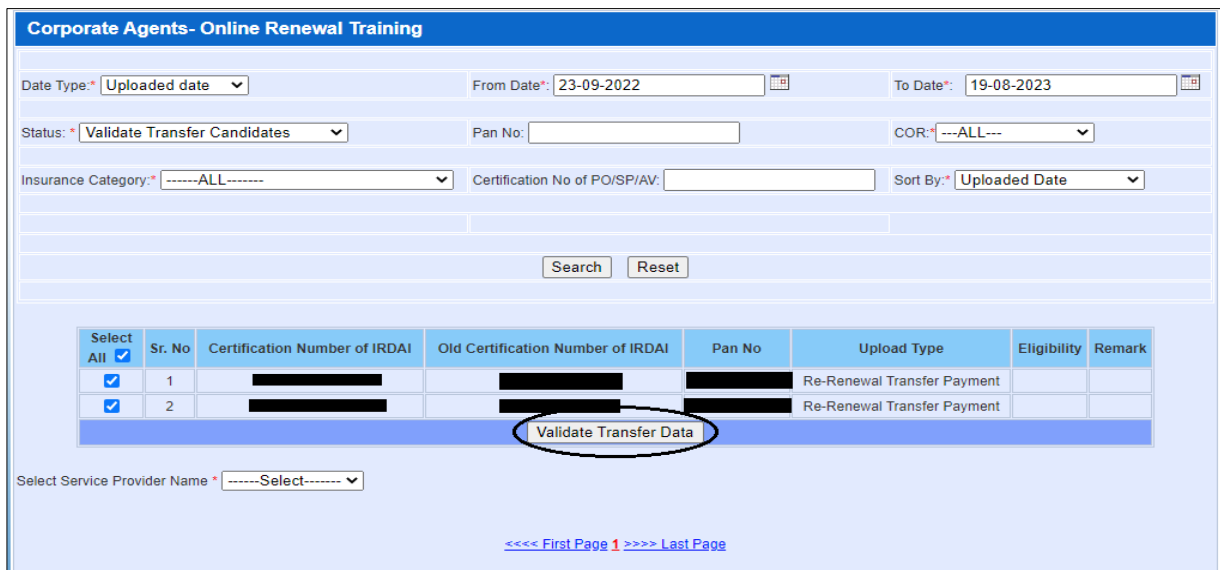 Corporate Agents- Online Renewal Training
Date Type:* Uploaded date From Date*: 23-09-2022 To Date*: 19-08-2023
Status: * Validate Transfer Candidates Pan No: COR:* ---ALL---
Insurance Category:* ------ALL------- Certification No of PO/SP/AV: Sort By:* Uploaded Date
Search Reset
Select All Sr. No Certification Number of IRDAI Old Certification Number of IRDAI Pan No Upload Type Eligibility Remark
1 Re-Renewal Transfer Payment
2 Re-Renewal Transfer Payment
Validate Transfer Data
Select Service Provider Name * ------Select-------
<<<< First Page 1 >>>> Last Page